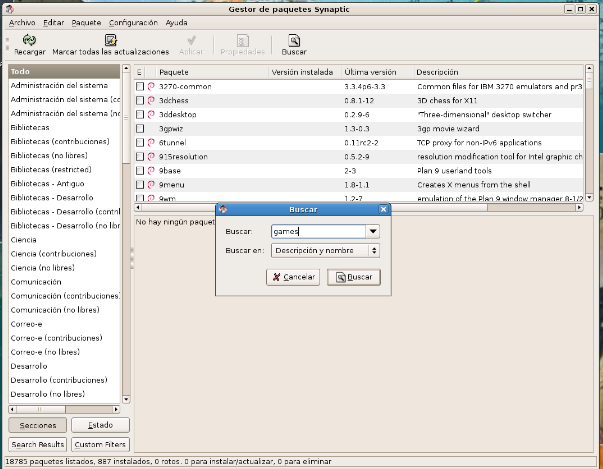 Gestor de paquetes Synaptic
Archivo Editar Paquete Configuración Ayuda
Recargar Marcar todas las actualizaciones Aplicar Propiedades Buscar
Todo
Administración del sistema
Administración del sistema (cc
Administración del sistema (nc
Bibliotecas
Bibliotecas (contribuciones)
Bibliotecas (no libres)
Bibliotecas (restricted)
Bibliotecas - Antiguo
Bibliotecas - Desarrollo
Bibliotecas - Desarrollo (contri
Bibliotecas - Desarrollo (no libr
Ciencia
Ciencia (contribuciones)
Ciencia (no libres)
Comunicación
Comunicación (contribuciones
Comunicación (no libres)
Correo-e
Correo-e (contribuciones)
Correo-e (no libres)
Desarrollo
Desarrollo (contribuciones)
Desarrollo (no libres)
Secciones Estado
Search Results Custom Filters
E Paquete Versión instalada Última versión Descripción
3270-common 3.3.4p6-3.3 Common files for IBM 3270 emulators and pr3
3dchess 0.8.1-12 3D chess for X11
3ddesktop 0.2.9-6 "Three-dimensional" desktop switcher
3gpwiz 1.3-0.3 3gp movie wizard
6tunnel 0.11rc2-2 TCP proxy for non-IPv6 applications
915resolution 0.5.2-9 resolution modification tool for Intel graphic ch
9base 2-3 Plan 9 userland tools
9menu 1.8-1.1 Creates X menus from the shell
9wm 1.2-7 emulation of the Plan 9 window manager 8-1/2
No hay ningún paquet
Buscar
Buscar: games
Buscar en: Descripción y nombre
Cancelar Buscar
18785 paquetes listados, 887 instalados, 0 rotos. 0 para instalar/actualizar, 0 para eliminar